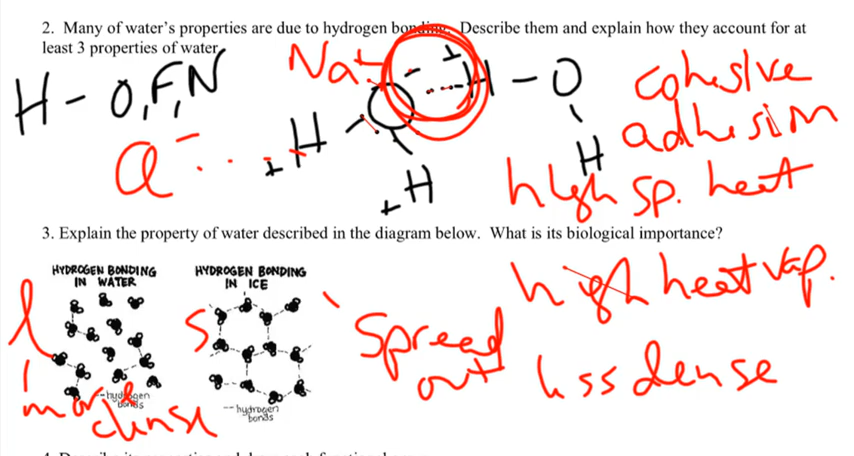 2. Many of water's properties are due to hydrogen bonding. Describe them and explain how they account for at
least 3 properties of water.
H - O, F, N
Na+
- +
H - O ... H - O
H
+ H
cohesive
adhesion
high sp. heat
3. Explain the property of water described in the diagram below. What is its biological importance?
high heat vap.
HYDROGEN BONDING
IN WATER
HYDROGEN BONDING
IN ICE
l
S
Spread
out
less dense
more
dense
--hydrogen
bonds
-- hydrogen
bonds